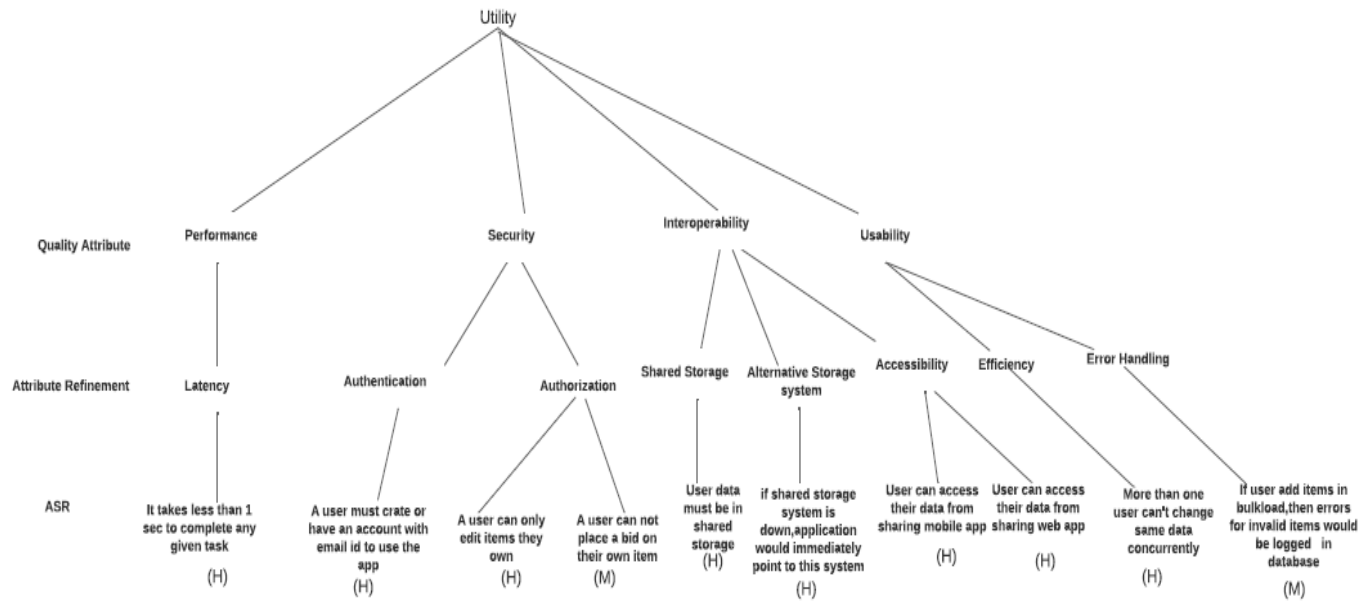 Utility
Quality Attribute
Performance
Security
Interoperability
Usability
Attribute Refinement
Latency
Authentication
Authorization
Shared Storage
Alternative Storage
system
Accessibility
Efficiency
Error Handling
ASR
It takes less than 1
sec to complete any
given task
(H)
A user must crate or
have an account with
email id to use the
app
(H)
A user can only
edit items they
own
(H)
A user can not
place a bid on
their own item
(M)
User data
must be in
shared
storage
(H)
if shared storage
system is
down,application
would immediately
point to this system
(H)
User can access
their data from
sharing mobile app
(H)
User can access
their data from
sharing web app
(H)
More than one
user can't change
same data
concurrently
(H)
If user add items in
bulkload,then errors
for invalid items would
be logged in
database
(M)